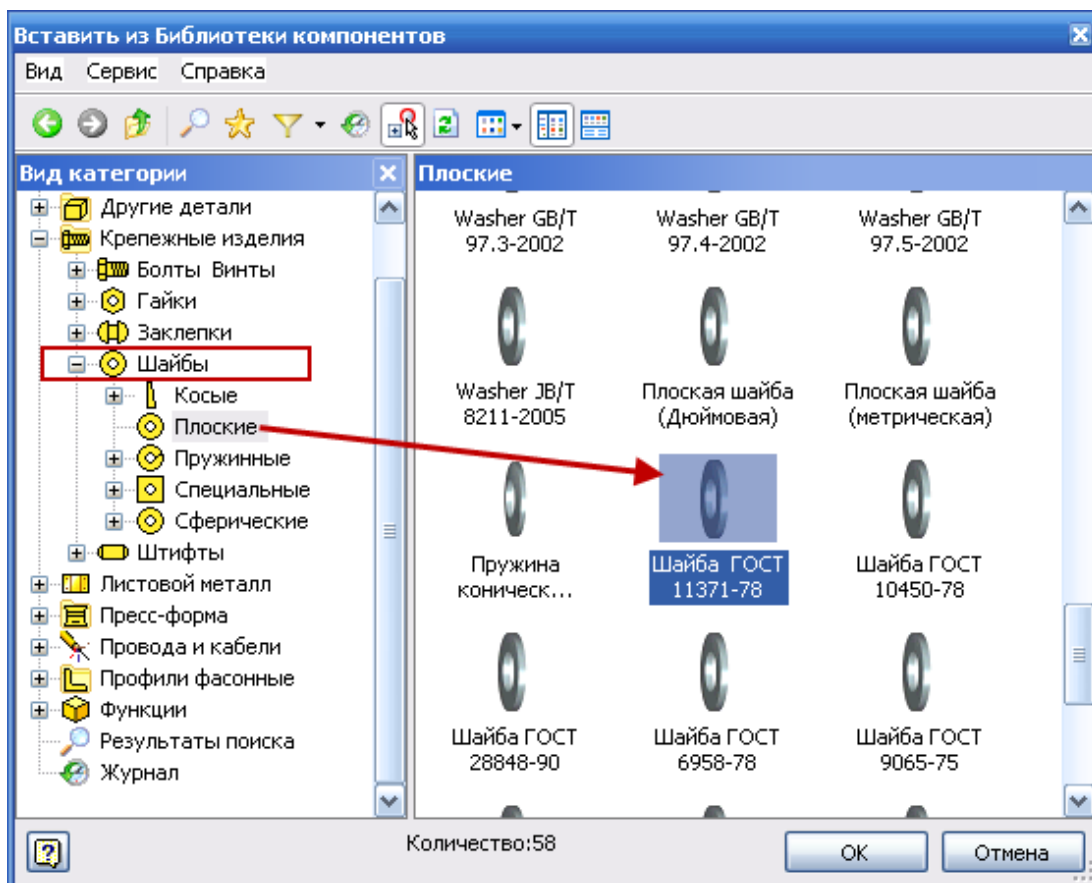 Вставить из Библиотеки компонентов
Вид Сервис Справка
Вид категории
Другие детали
Крепежные изделия
Болты Винты
Гайки
Заклепки
Шайбы
Косые
Плоские
Пружинные
Специальные
Сферические
Штифты
Листовой металл
Пресс-форма
Провода и кабели
Профили фасонные
Функции
Результаты поиска
Журнал
Плоские
Washer GB/T
97.3-2002
Washer GB/T
97.4-2002
Washer GB/T
97.5-2002
Washer JB/T
8211-2005
Плоская шайба
(Дюймовая)
Плоская шайба
(метрическая)
Пружина
коническ...
Шайба ГОСТ
11371-78
Шайба ГОСТ
10450-78
Шайба ГОСТ
28848-90
Шайба ГОСТ
6958-78
Шайба ГОСТ
9065-75
Количество:58
OK
Отмена